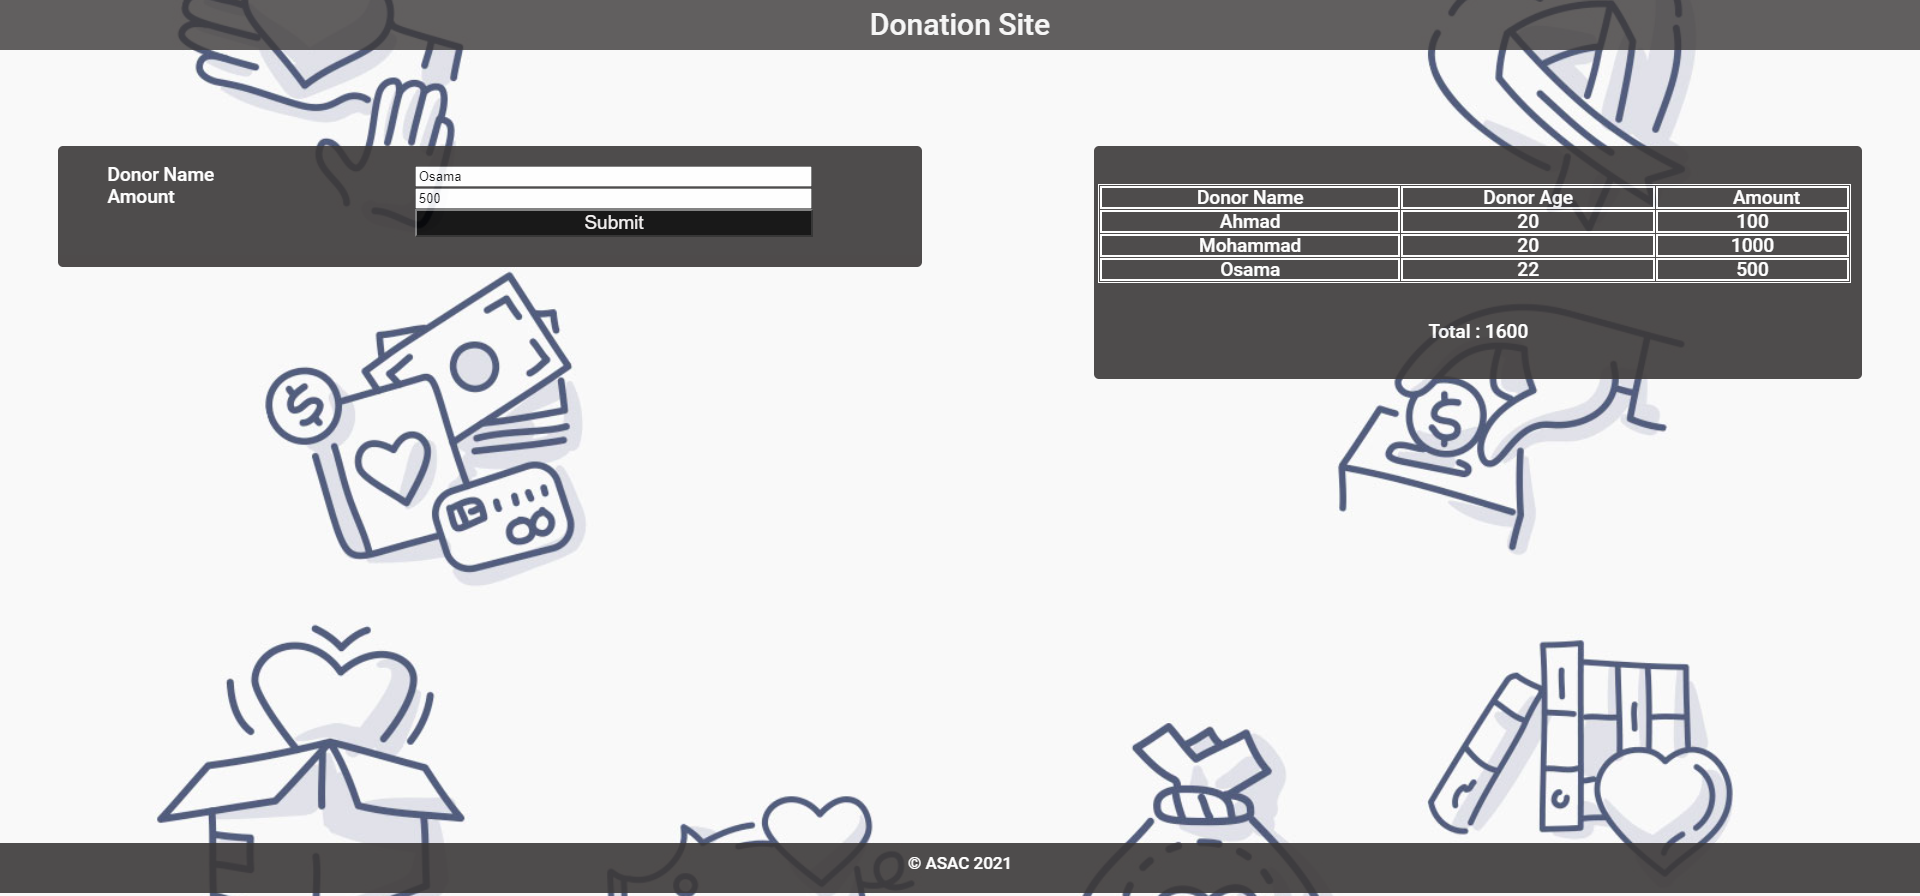 Donation Site
Donor Name Osama
Amount 500
Submit
Donor Name Donor Age Amount
Ahmad 20 100
Mohammad 20 1000
Osama 22 500
Total : 1600
© ASAC 2021